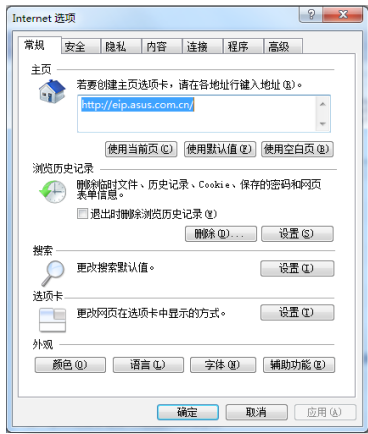 Internet 选项
常规 安全 隐私 内容 连接 程序 高级
主页
若要创建主页选项卡，请在各地址行键入地址(R)。
http://eip.asus.com.cn/
使用当前页(C) 使用默认值(F) 使用空白页(B)
浏览历史记录
删除临时文件、历史记录、Cookie、保存的密码和网页
表单信息。
退出时删除浏览历史记录(W)
删除(D)... 设置(S)
搜索
更改搜索默认值。 设置(I)
选项卡
更改网页在选项卡中显示的方式。 设置(T)
外观
颜色(O) 语言(L) 字体(N) 辅助功能(E)
确定 取消 应用(A)